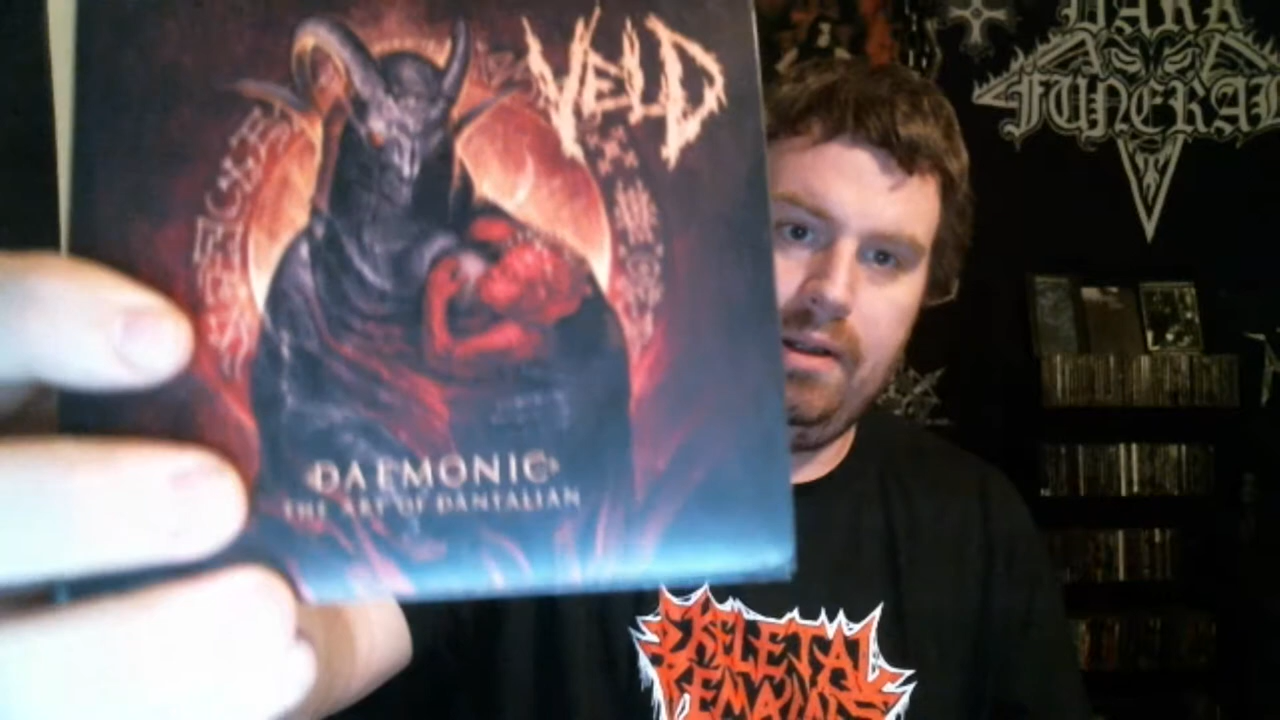 VELD
DARK
FUNERAL
DAEMONIC
THE ART OF DANTALIAN
SKELETAL
REMAINS